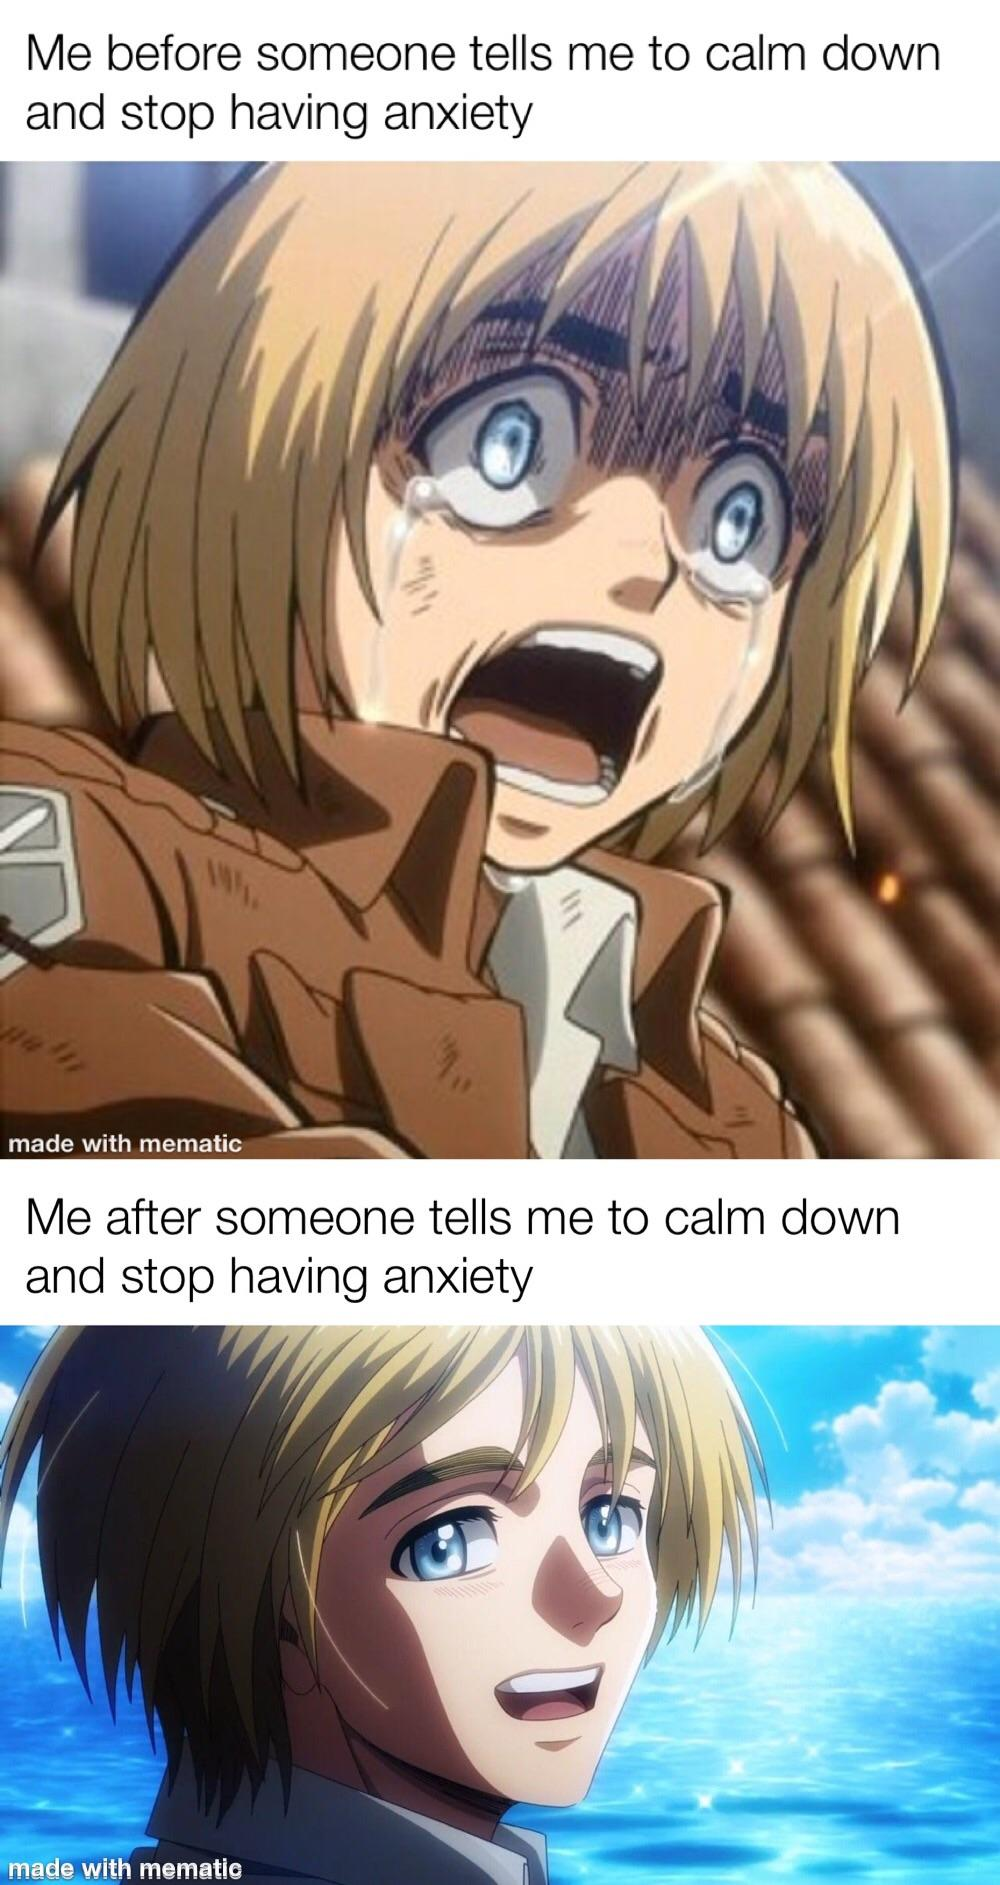 Me before someone tells me to calm down
and stop having anxiety
made with mematic
Me after someone tells me to calm down
and stop having anxiety
made with mematic